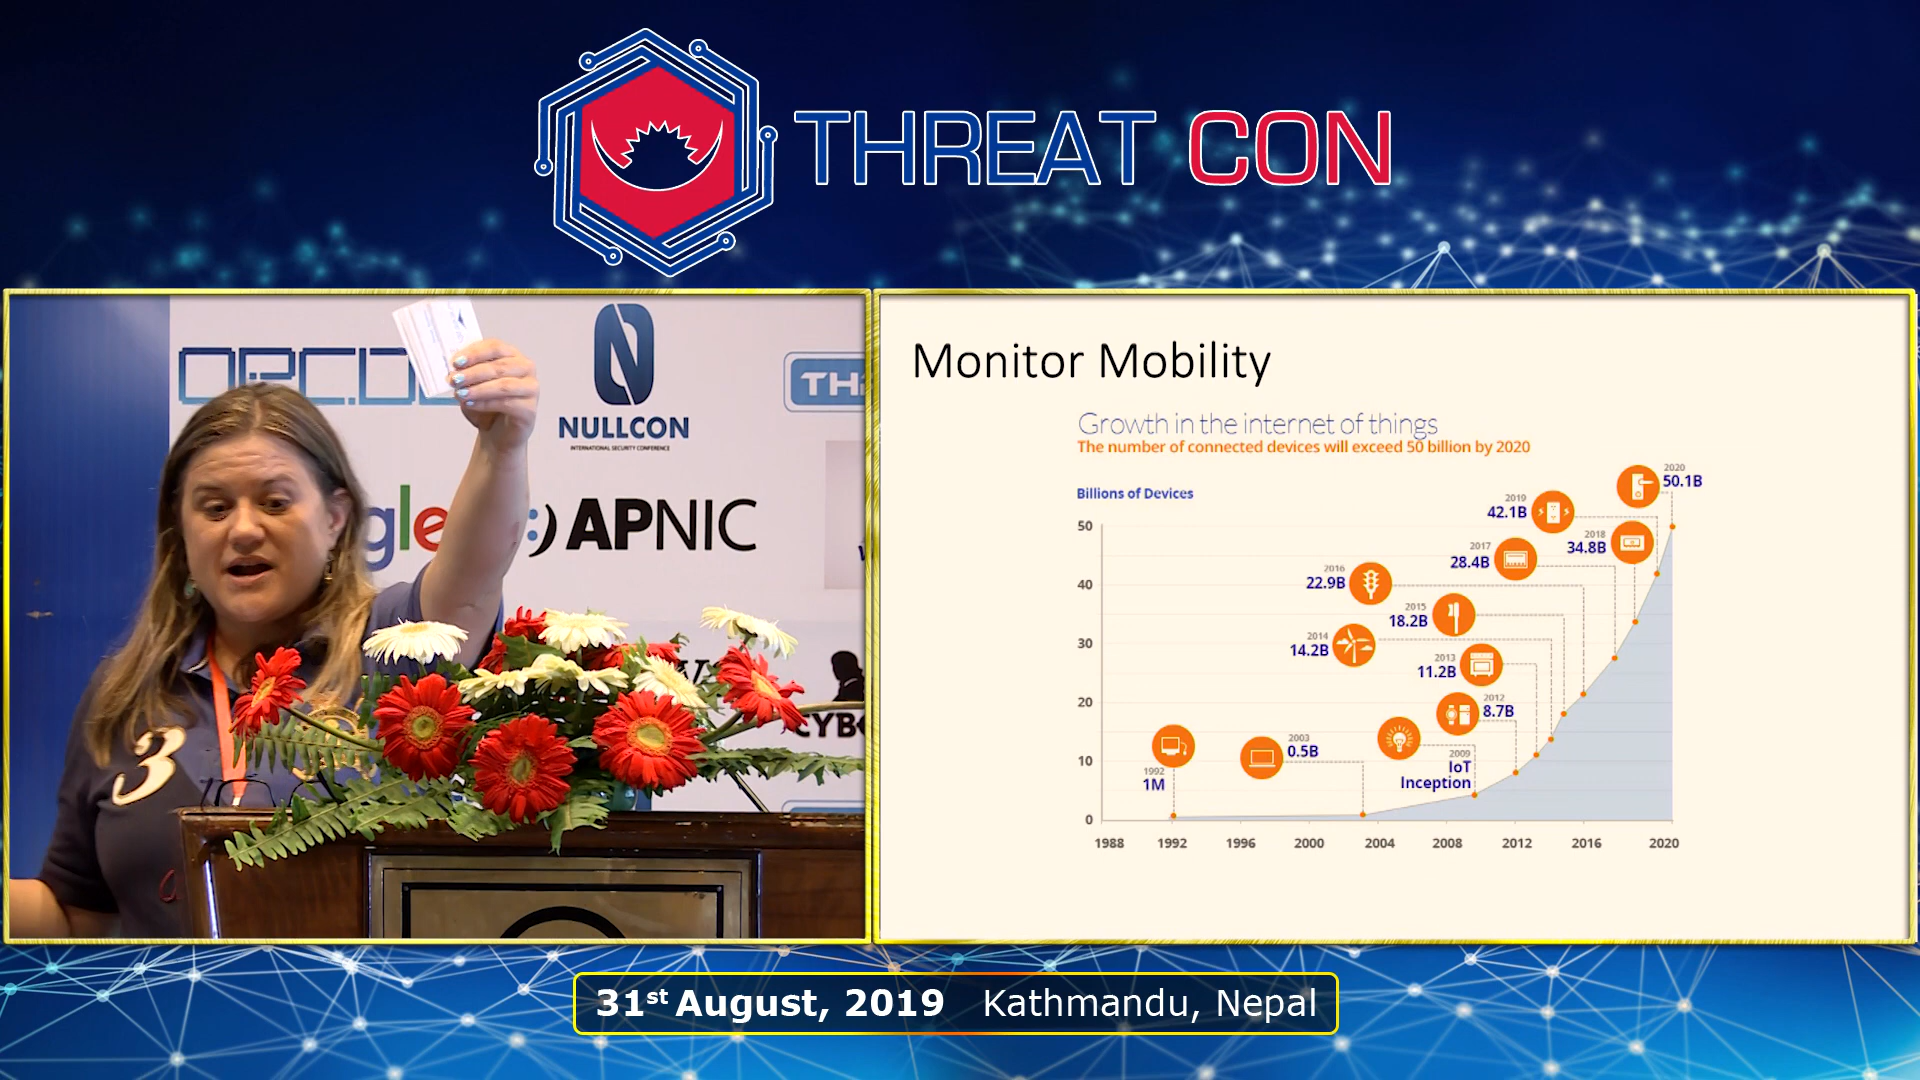 THREAT CON
NULLCON
INTERNATIONAL SECURITY CONFERENCE
gle
:) APNIC
TH
CYB
3
Monitor Mobility
Growth in the internet of things
The number of connected devices will exceed 50 billion by 2020
Billions of Devices
2020
50.1B
2019
42.1B
2018
34.8B
2017
28.4B
2016
22.9B
2015
18.2B
2014
14.2B
2013
11.2B
2012
8.7B
2009
IoT
Inception
2003
0.5B
1992
1M
50
40
30
20
10
0
1988 1992 1996 2000 2004 2008 2012 2016 2020
31st August, 2019 Kathmandu, Nepal